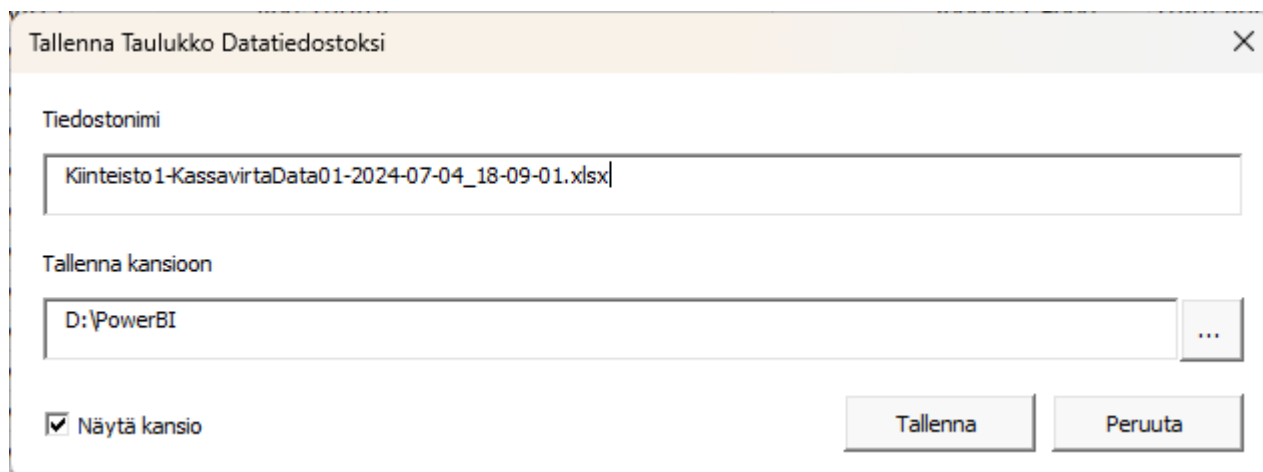 Tallenna Taulukko Datatiedostoksi
Tiedostonimi
Kiinteisto1-KassavirtaData01-2024-07-04_18-09-01.xlsx
Tallenna kansioon
D:\PowerBI
...
Näytä kansio
Tallenna
Peruuta